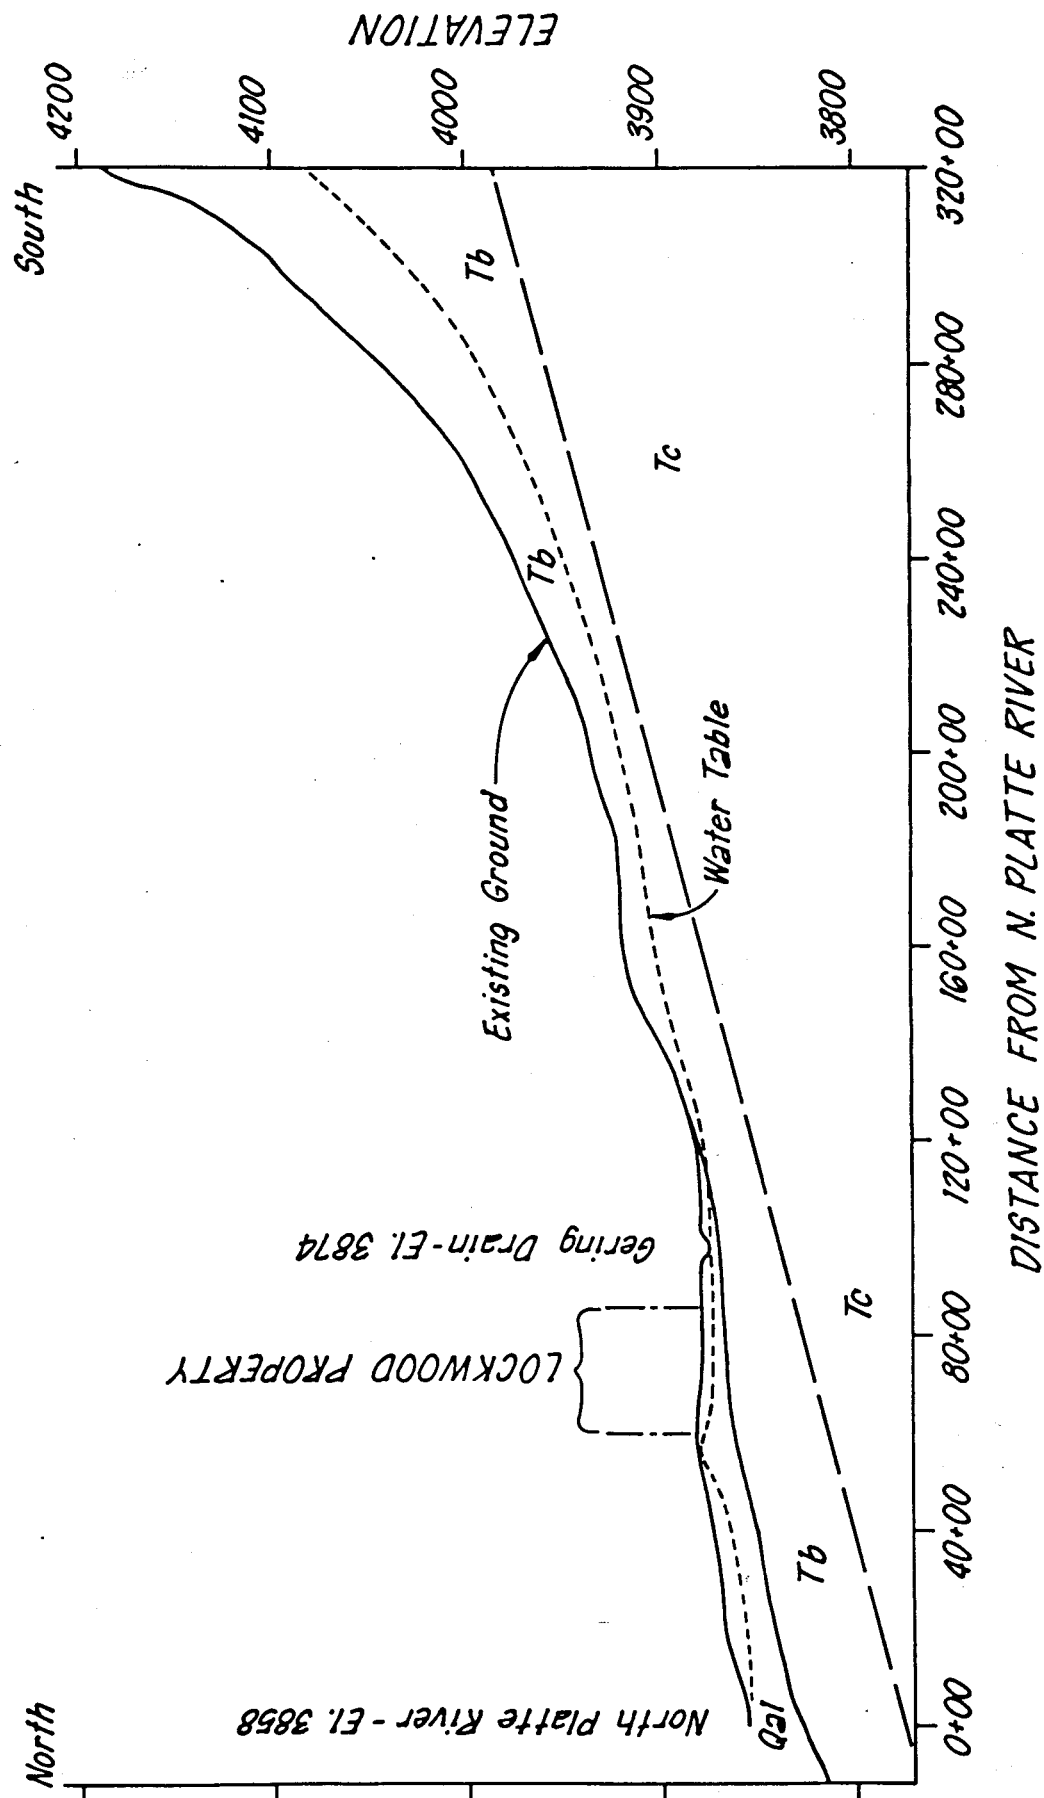 North
South
ELEVATION
4200
4100
4000
3900
3800
North Platte River - El. 3858
LOCKWOOD PROPERTY
Gering Drain - El. 3874
Existing Ground
Water Table
Qal
Tb
Tb
Tb
Tc
Tc
0+00
40+00
80+00
120+00
160+00
200+00
240+00
280+00
320+00
DISTANCE FROM N. PLATTE RIVER